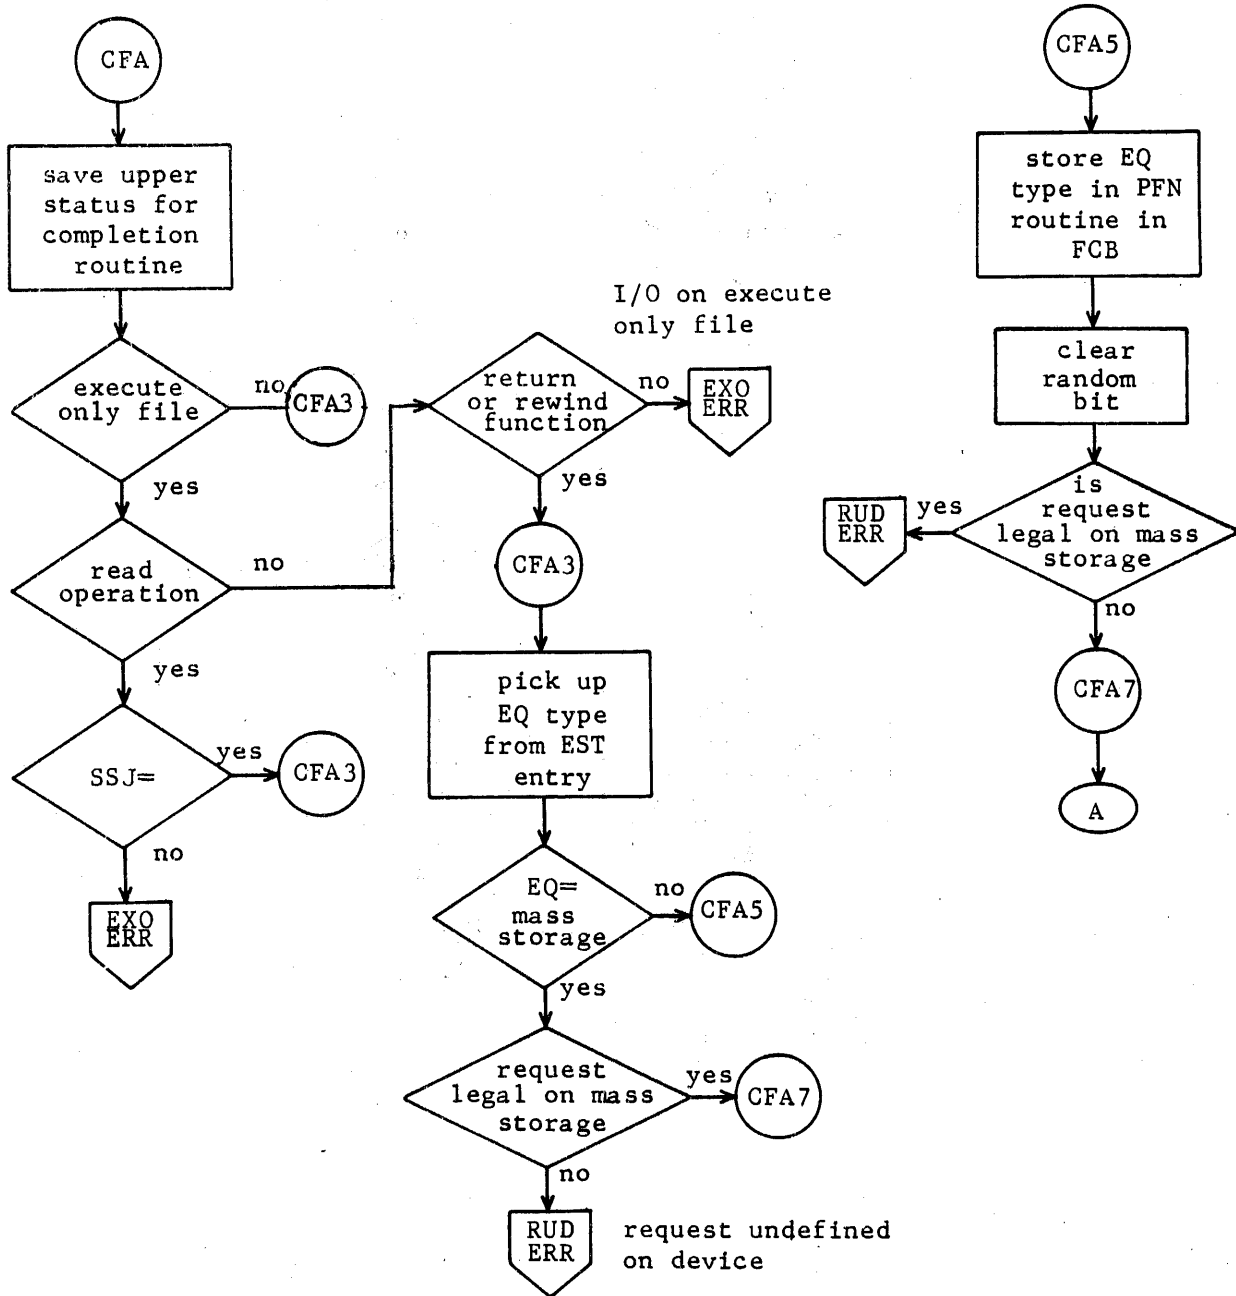 CFA
save upper
status for
completion
routine
execute
only file
no
CFA3
yes
read
operation
no
yes
SSJ=
yes
CFA3
no
EXO
ERR
I/O on execute
only file
return
or rewind
function
no
EXO
ERR
yes
CFA3
pick up
EQ type
from EST
entry
EQ=
mass
storage
no
CFA5
yes
request
legal on mass
storage
yes
CFA7
no
RUD
ERR
request undefined
on device
CFA5
store EQ
type in PFN
routine in
FCB
clear
random
bit
is
request
legal on mass
storage
yes
RUD
ERR
no
CFA7
A